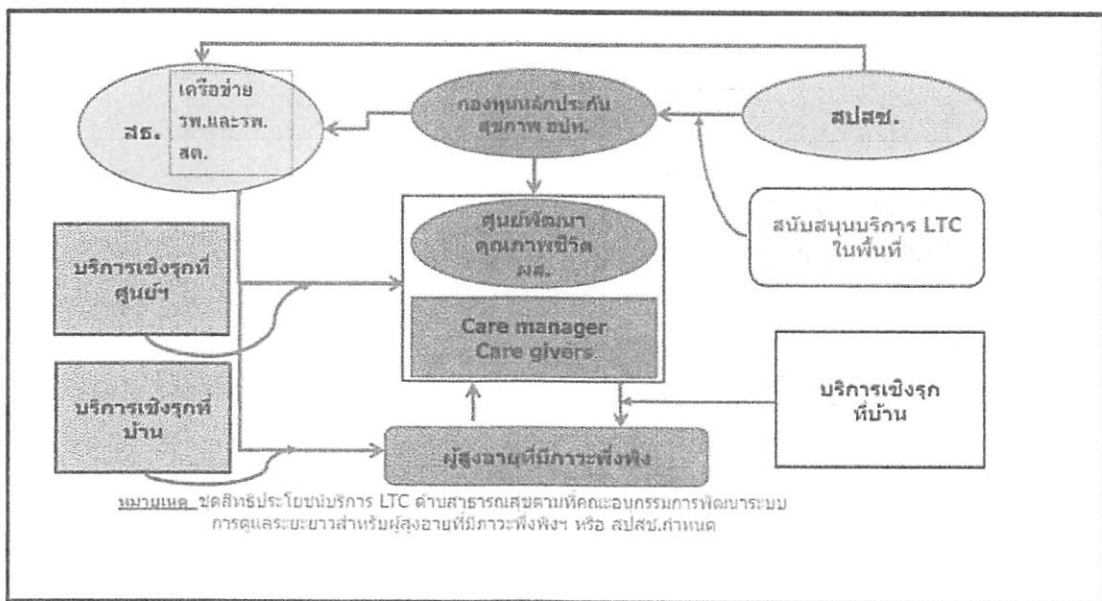 สธ.
เครือข่าย
รพ.และรพ.
สต.
กองทุนหลักประกัน
สุขภาพ อปท.
สปสช.
ศูนย์พัฒนา
คุณภาพชีวิต
ผส.
สนับสนุนบริการ LTC
ในพื้นที่
บริการเชิงรุกที่
ศูนย์ฯ
Care manager
Care givers
บริการเชิงรุกที่
บ้าน
บริการเชิงรุก
ที่บ้าน
ผู้สูงอายุที่มีภาวะพึ่งพิง
หมายเหตุ ชุดสิทธิประโยชน์บริการ LTC ด้านสาธารณสุขตามที่คณะอนุกรรมการพัฒนาระบบ
การดูแลระยะยาวสำหรับผู้สูงอายุที่มีภาวะพึ่งพิงฯ หรือ สปสช.กำหนด